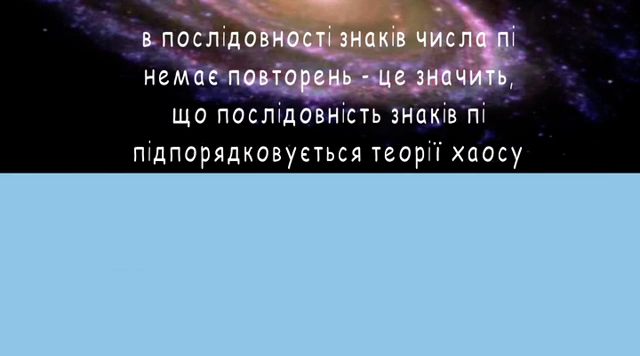 в послідовності знаків числа пі
немає повторень - це значить,
що послідовність знаків пі
підпорядковується теорії хаосу